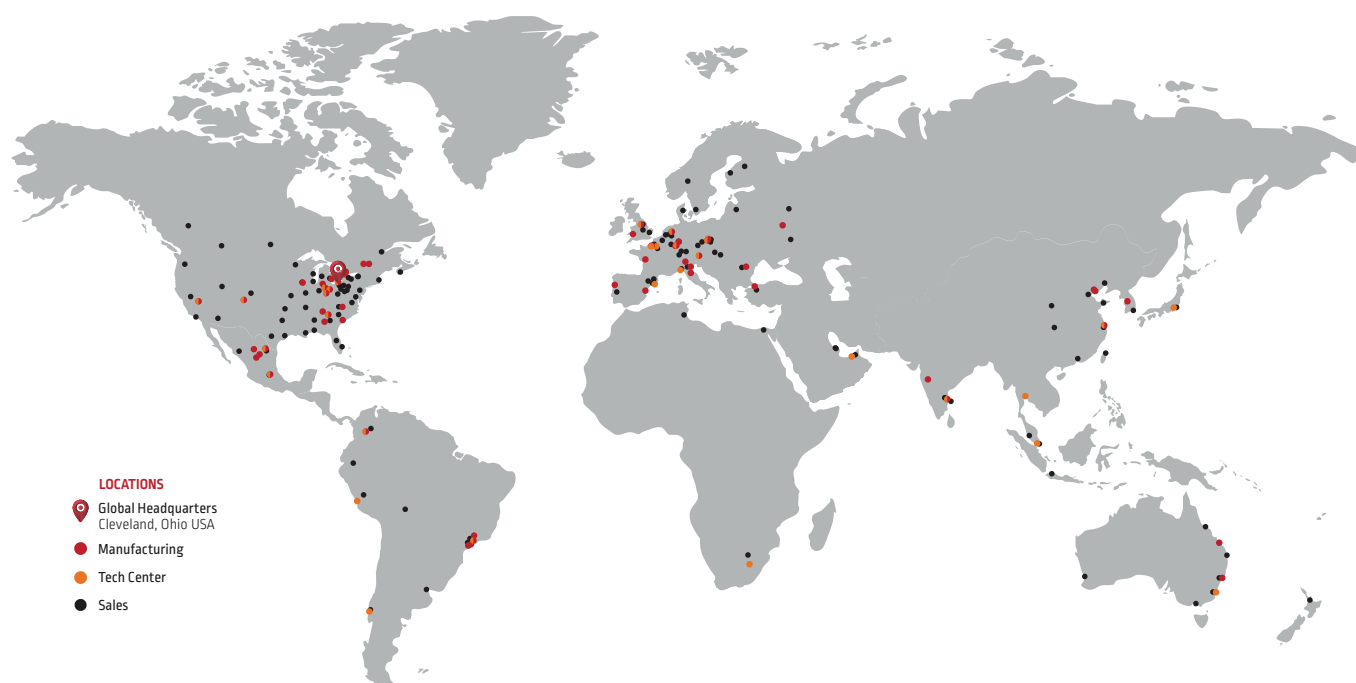 LOCATIONS
Global Headquarters
Cleveland, Ohio USA
Manufacturing
Tech Center
Sales